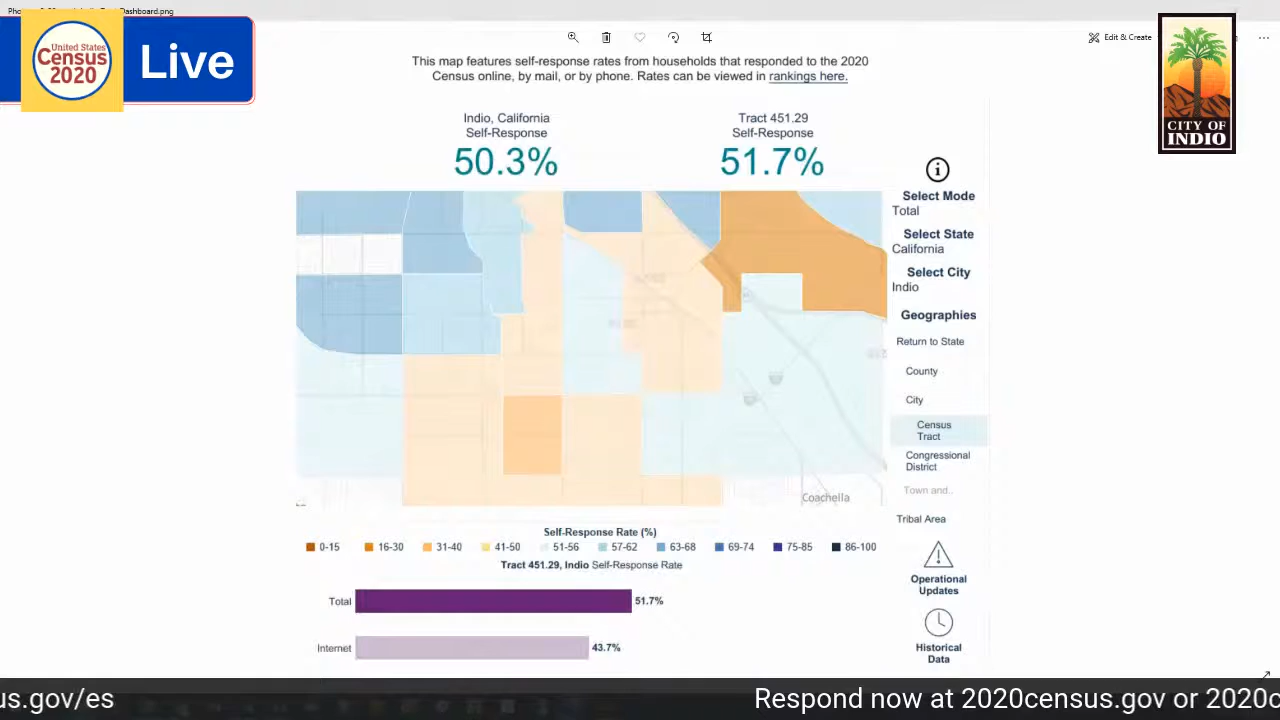 Dashboard.png
United States
Census
2020
Live
Edit & Create
CITY OF
INDIO
This map features self-response rates from households that responded to the 2020
Census online, by mail, or by phone. Rates can be viewed in rankings here.
Indio, California
Self-Response
50.3%
Tract 451.29
Self-Response
51.7%
Select Mode
Total
Select State
California
Select City
Indio
Geographies
Return to State
County
City
Census
Tract
Congressional
District
Town and..
Tribal Area
Operational
Updates
Historical
Data
Coachella
Self-Response Rate (%)
0-15 16-30 31-40 41-50 51-56 57-62 63-68 69-74 75-85 86-100
Tract 451.29, Indio Self-Response Rate
Total 51.7%
Internet 43.7%
us.gov/es Respond now at 2020census.gov or 2020c